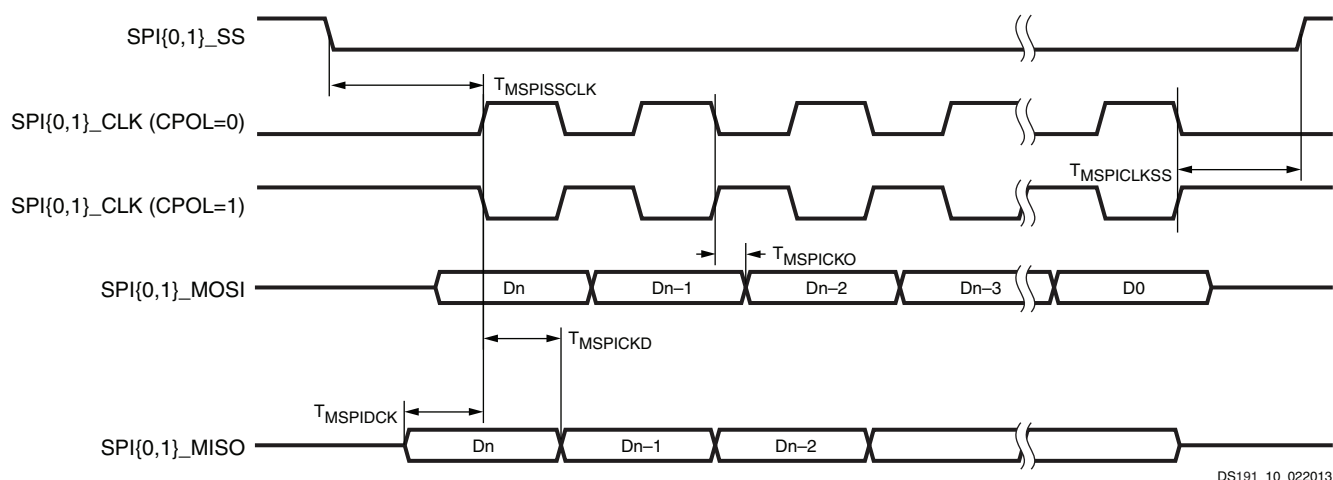 SPI{0,1}_SS
TMSPISSCLK
SPI{0,1}_CLK (CPOL=0)
TMSPICLKSS
SPI{0,1}_CLK (CPOL=1)
TMSPICKO
SPI{0,1}_MOSI
Dn Dn–1 Dn–2 Dn–3 D0
TMSPICKD
TMSPIDCK
SPI{0,1}_MISO
Dn Dn–1 Dn–2
DS191_10_022013